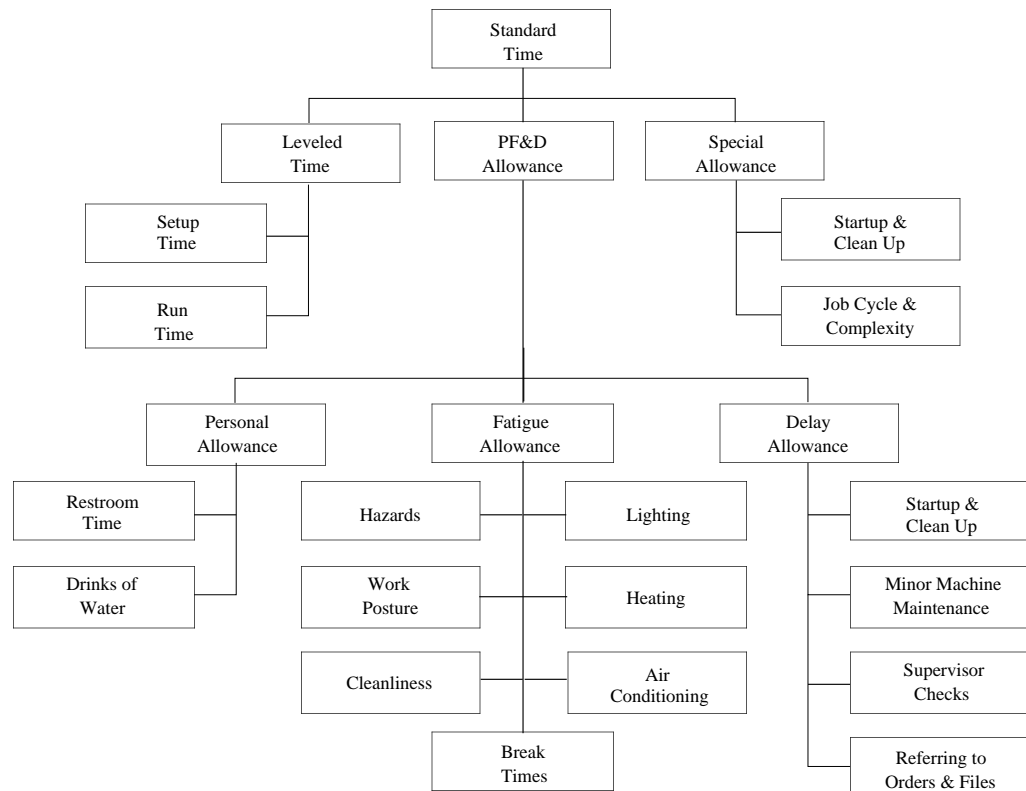 Standard
Time
Leveled
Time
PF&D
Allowance
Special
Allowance
Setup
Time
Startup &
Clean Up
Run
Time
Job Cycle &
Complexity
Personal
Allowance
Fatigue
Allowance
Delay
Allowance
Restroom
Time
Hazards
Lighting
Startup &
Clean Up
Drinks of
Water
Work
Posture
Heating
Minor Machine
Maintenance
Cleanliness
Air
Conditioning
Supervisor
Checks
Break
Times
Referring to
Orders & Files